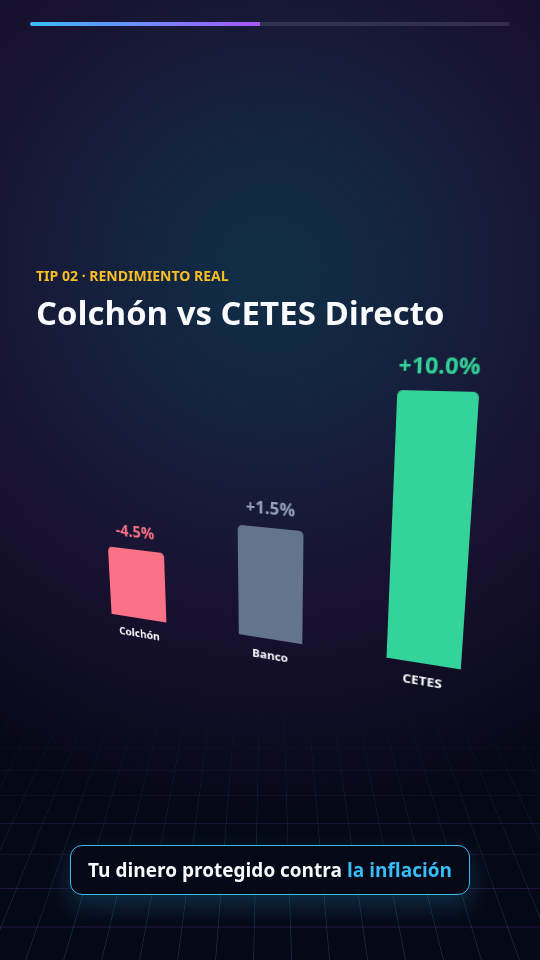 TIP 02 · RENDIMIENTO REAL
Colchón vs CETES Directo
+10.0%
+1.5%
-4.5%
Colchón
Banco
CETES
Tu dinero protegido contra la inflación